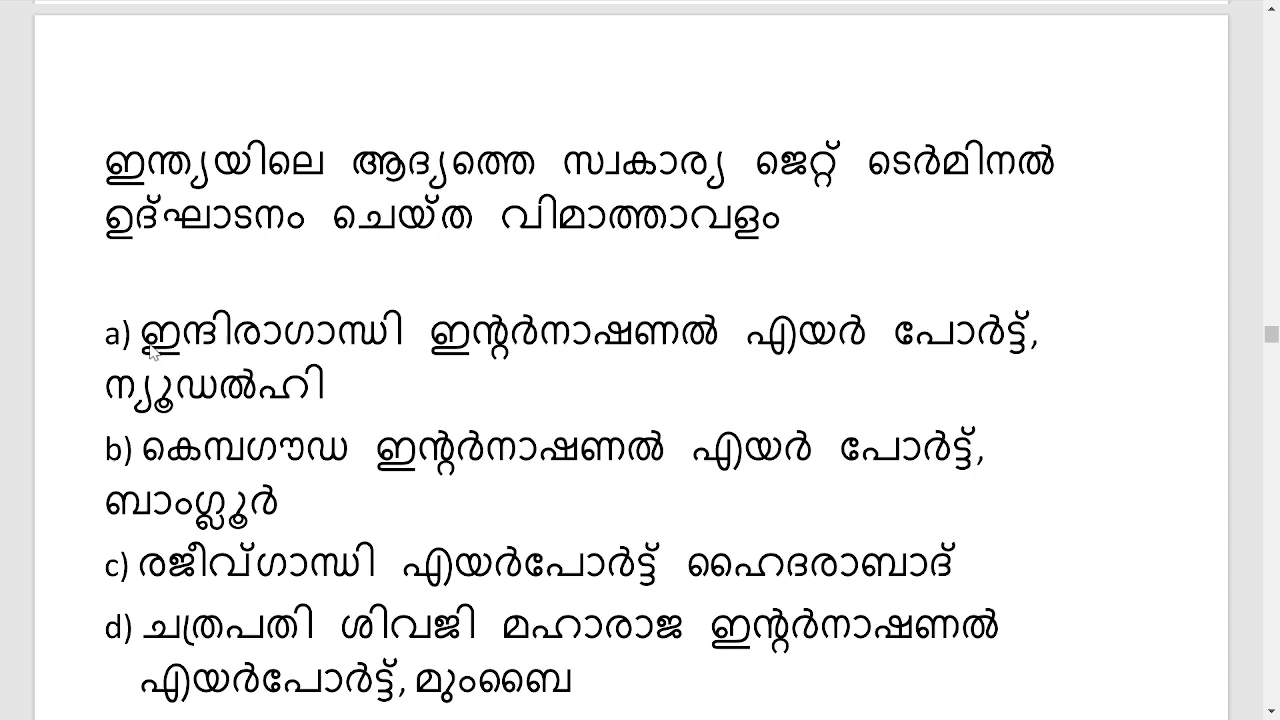 ഇന്ത്യയിലെ ആദ്യത്തെ സ്വകാര്യ ജെറ്റ് ടെർമിനൽ
ഉദ്ഘാടനം ചെയ്ത വിമാത്താവളം
a) ഇന്ദിരാഗാന്ധി ഇന്റർനാഷണൽ എയർ പോർട്ട്,
ന്യൂഡൽഹി
b) കെമ്പഗൗഡ ഇന്റർനാഷണൽ എയർ പോർട്ട്,
ബാംഗ്ലൂർ
c) രജീവ്ഗാന്ധി എയർപോർട്ട് ഹൈദരാബാദ്
d) ചത്രപതി ശിവജി മഹാരാജ ഇന്റർനാഷണൽ
എയർപോർട്ട്, മുംബൈ